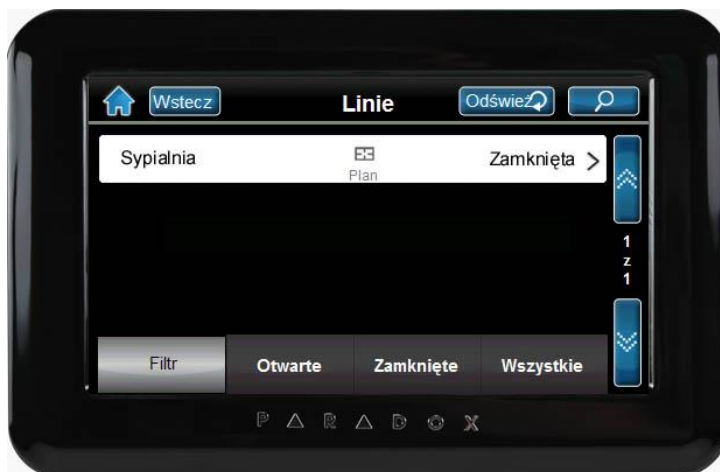 Wstecz
Linie
Odśwież
Sypialnia
Plan
Zamknięta
1
z
1
Filtr
Otwarte
Zamknięte
Wszystkie
PARADOX